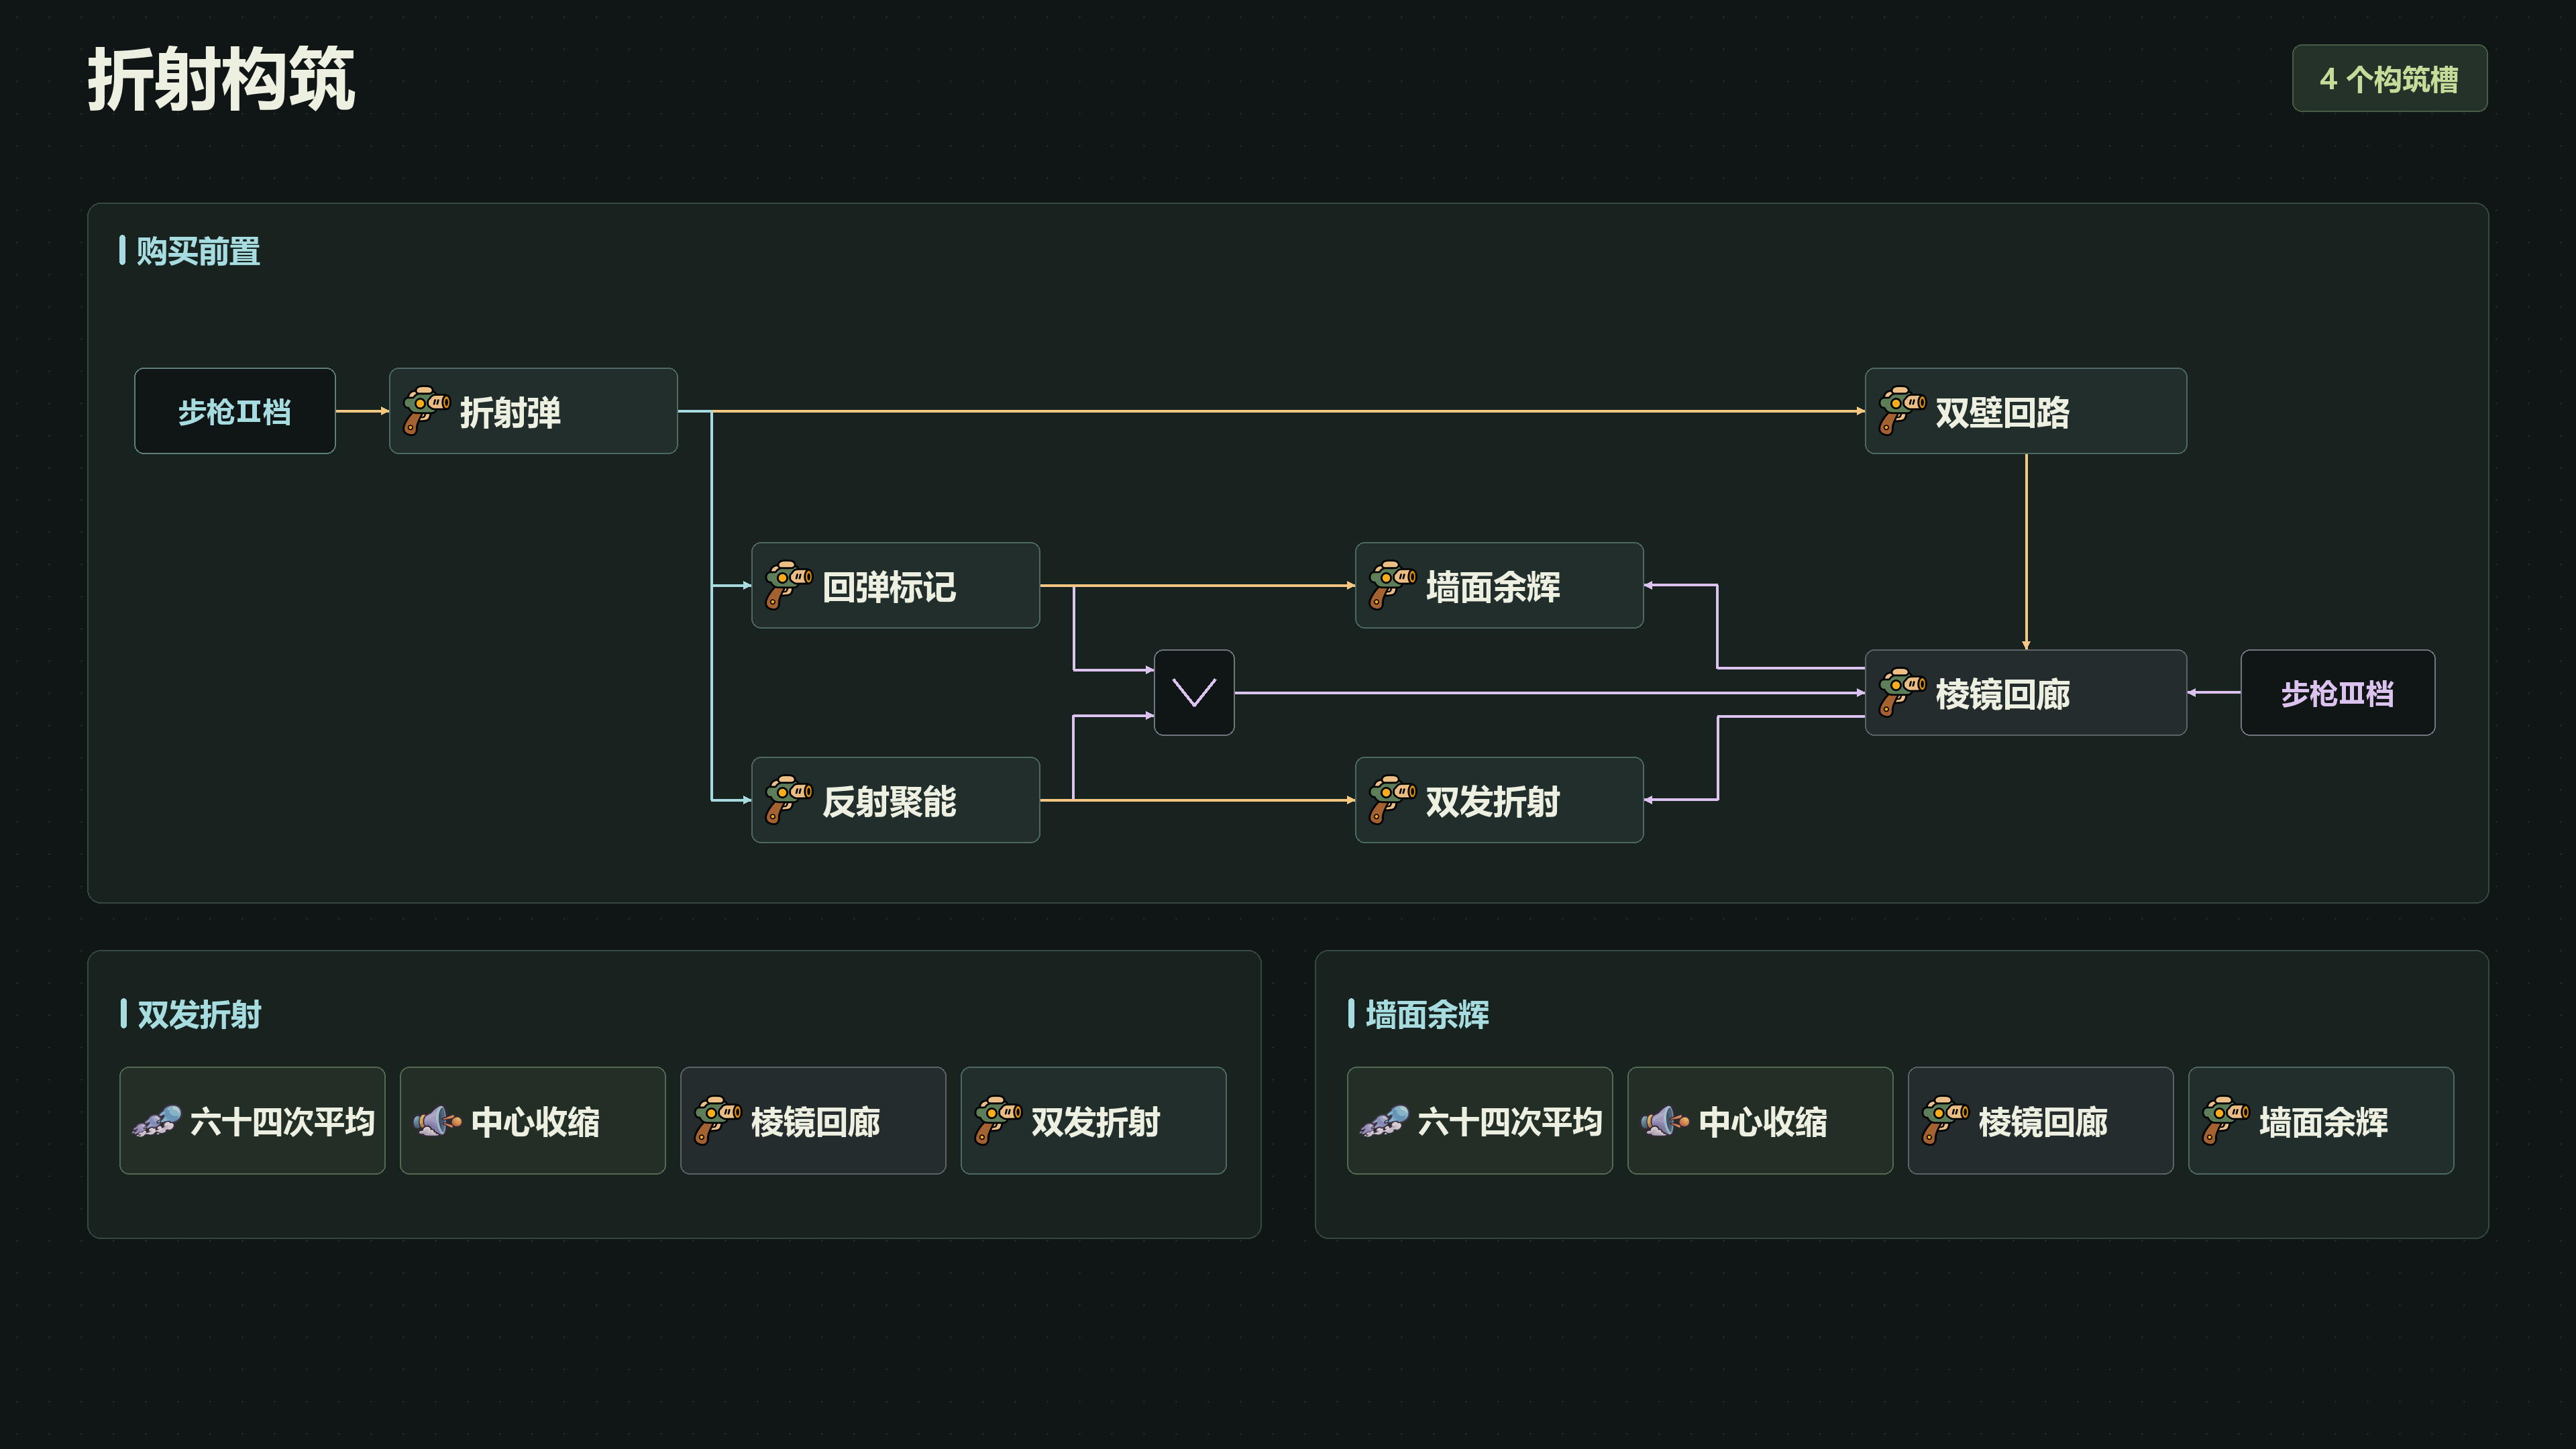 折射构筑
4 个构筑槽
购买前置
步枪Ⅱ档
折射弹
双壁回路
回弹标记
墙面余辉
∨
棱镜回廊
步枪Ⅲ档
反射聚能
双发折射
双发折射
六十四次平均
中心收缩
棱镜回廊
双发折射
墙面余辉
六十四次平均
中心收缩
棱镜回廊
墙面余辉